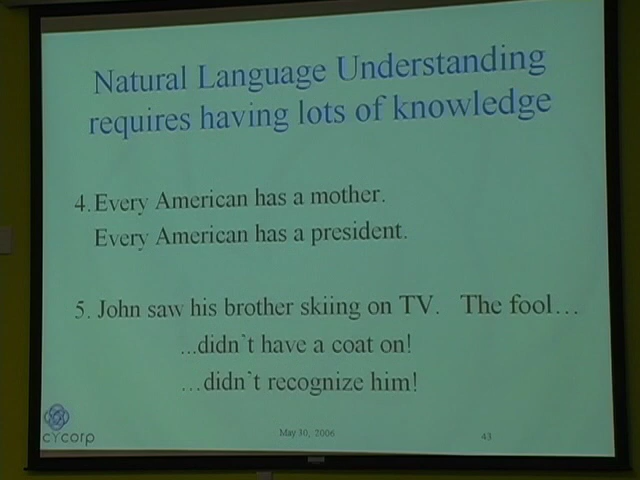 Natural Language Understanding
requires having lots of knowledge
4. Every American has a mother.
Every American has a president.
5. John saw his brother skiing on TV. The fool...
...didn`t have a coat on!
...didn`t recognize him!
cycorp
May 30, 2006
43